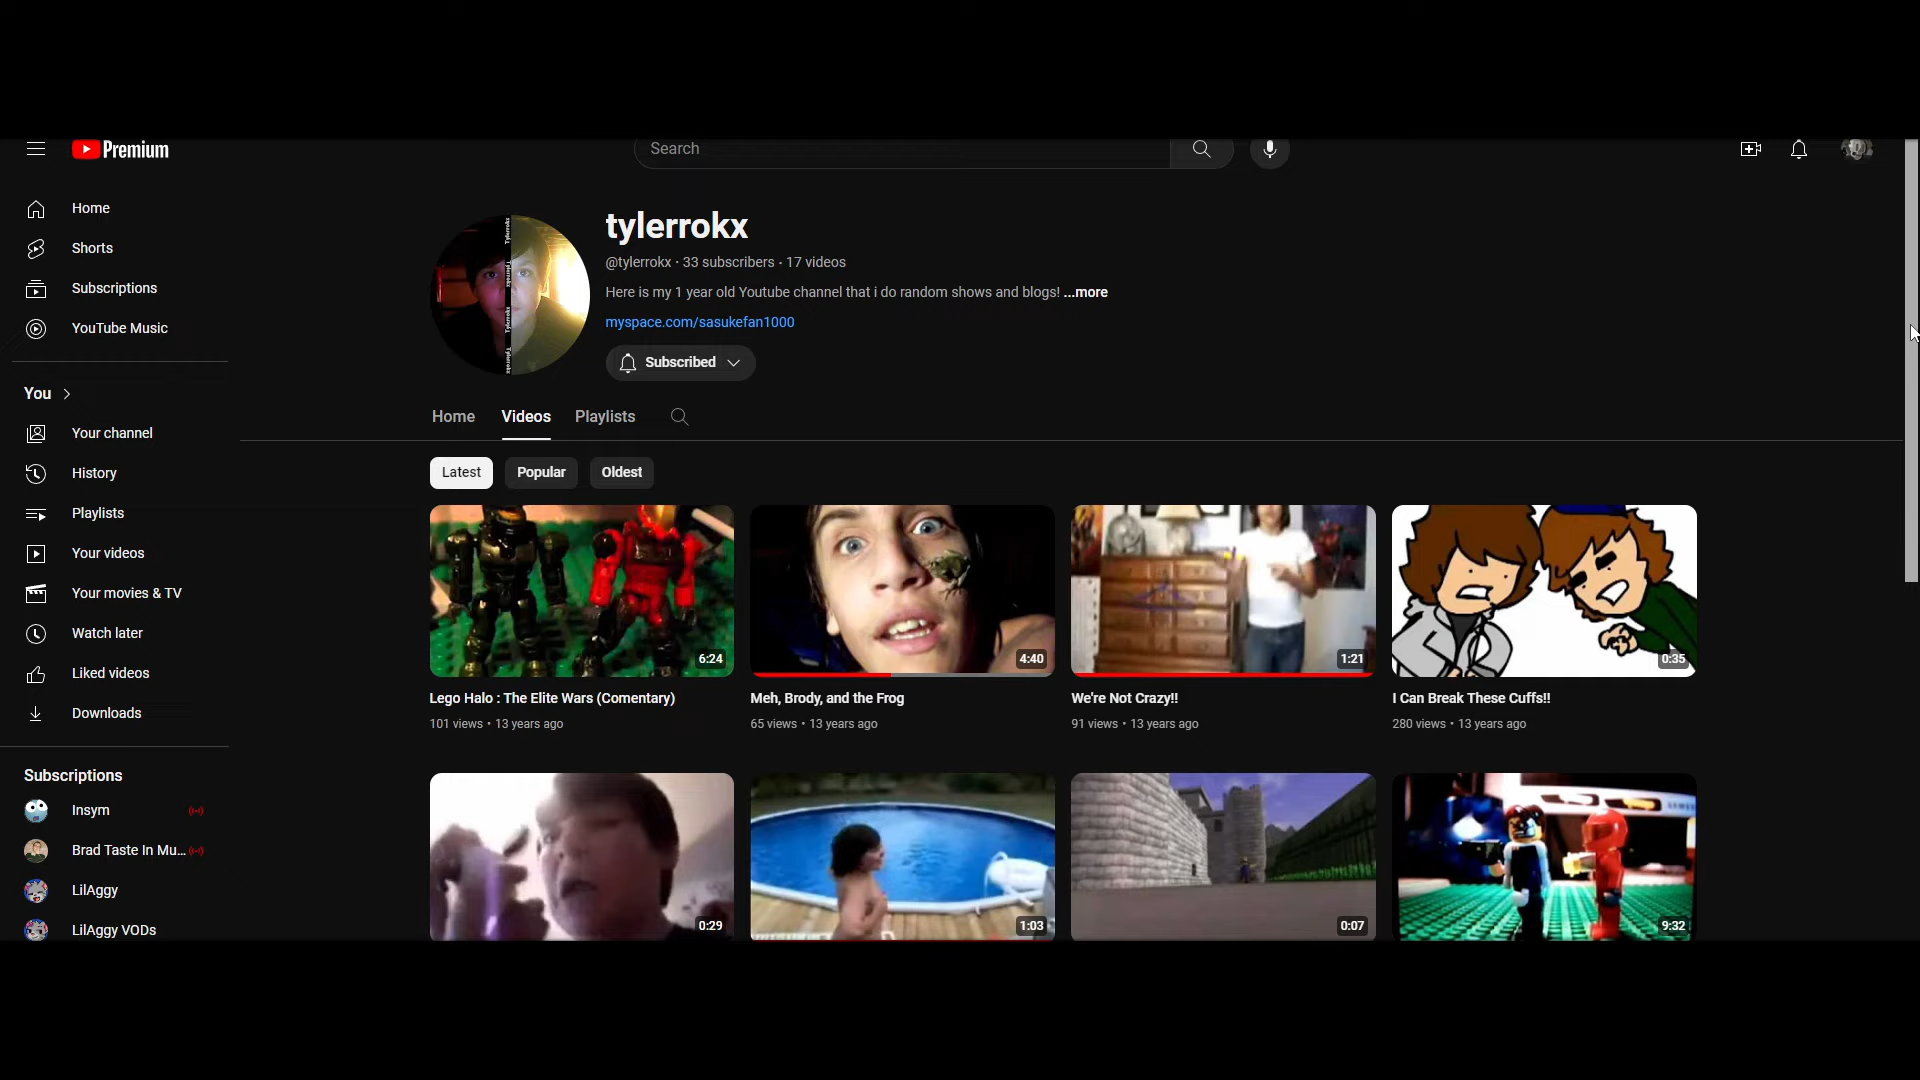 Premium
Search
Home
Shorts
Subscriptions
YouTube Music
You
Your channel
History
Playlists
Your videos
Your movies & TV
Watch later
Liked videos
Downloads
Subscriptions
Insym
Brad Taste In Mu...
LilAggy
LilAggy VODs
tylerrokx
@tylerrokx · 33 subscribers · 17 videos
Here is my 1 year old Youtube channel that i do random shows and blogs! ...more
myspace.com/sasukefan1000
Subscribed
Home Videos Playlists
Latest Popular Oldest
6:24
Lego Halo : The Elite Wars (Comentary)
101 views • 13 years ago
4:40
Meh, Brody, and the Frog
65 views • 13 years ago
1:21
We're Not Crazy!!
91 views • 13 years ago
0:35
I Can Break These Cuffs!!
280 views • 13 years ago
0:29
1:03
0:07
9:32